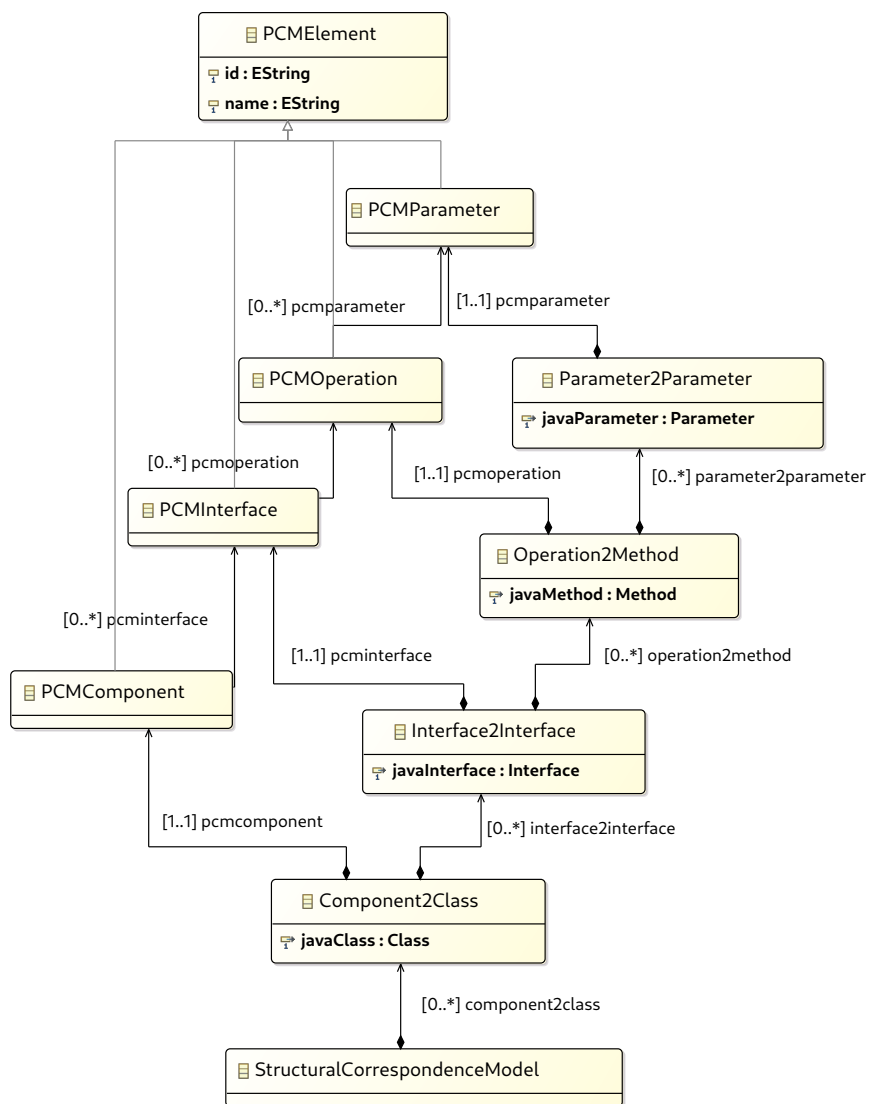 PCMElement
id : EString
name : EString
PCMParameter
[0..*] pcmparameter
[1..1] pcmparameter
PCMOperation
Parameter2Parameter
javaParameter : Parameter
[0..*] pcmoperation
[1..1] pcmoperation
[0..*] parameter2parameter
PCMInterface
Operation2Method
javaMethod : Method
[0..*] pcminterface
[1..1] pcminterface
[0..*] operation2method
PCMComponent
Interface2Interface
javaInterface : Interface
[1..1] pcmcomponent
[0..*] interface2interface
Component2Class
javaClass : Class
[0..*] component2class
StructuralCorrespondenceModel